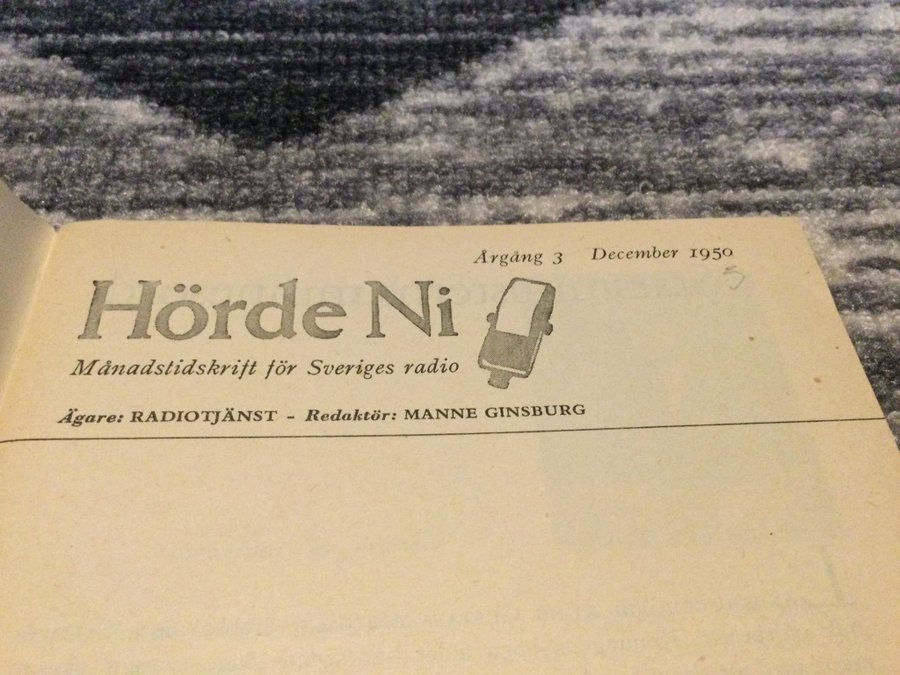 Årgång 3 December 1950
Hörde Ni
Månadstidskrift för Sveriges radio
Ägare: RADIOTJÄNST – Redaktör: MANNE GINSBURG